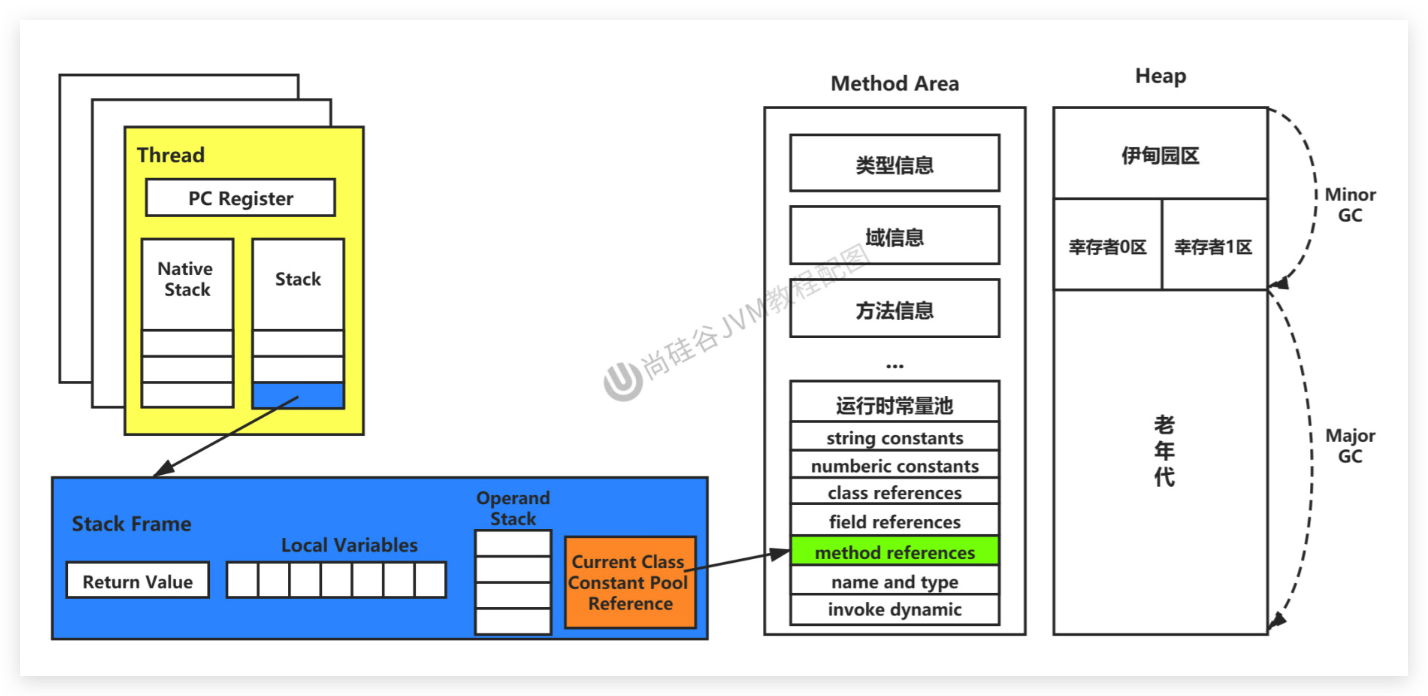 Thread
PC Register
Native
Stack
Stack
Stack Frame
Return Value
Local Variables
Operand
Stack
Current Class
Constant Pool
Reference
Method Area
类型信息
域信息
方法信息
...
运行时常量池
string constants
numberic constants
class references
field references
method references
name and type
invoke dynamic
Heap
伊甸园区
幸存者0区
幸存者1区
老
年
代
Minor
GC
Major
GC
尚硅谷JVM教程配图